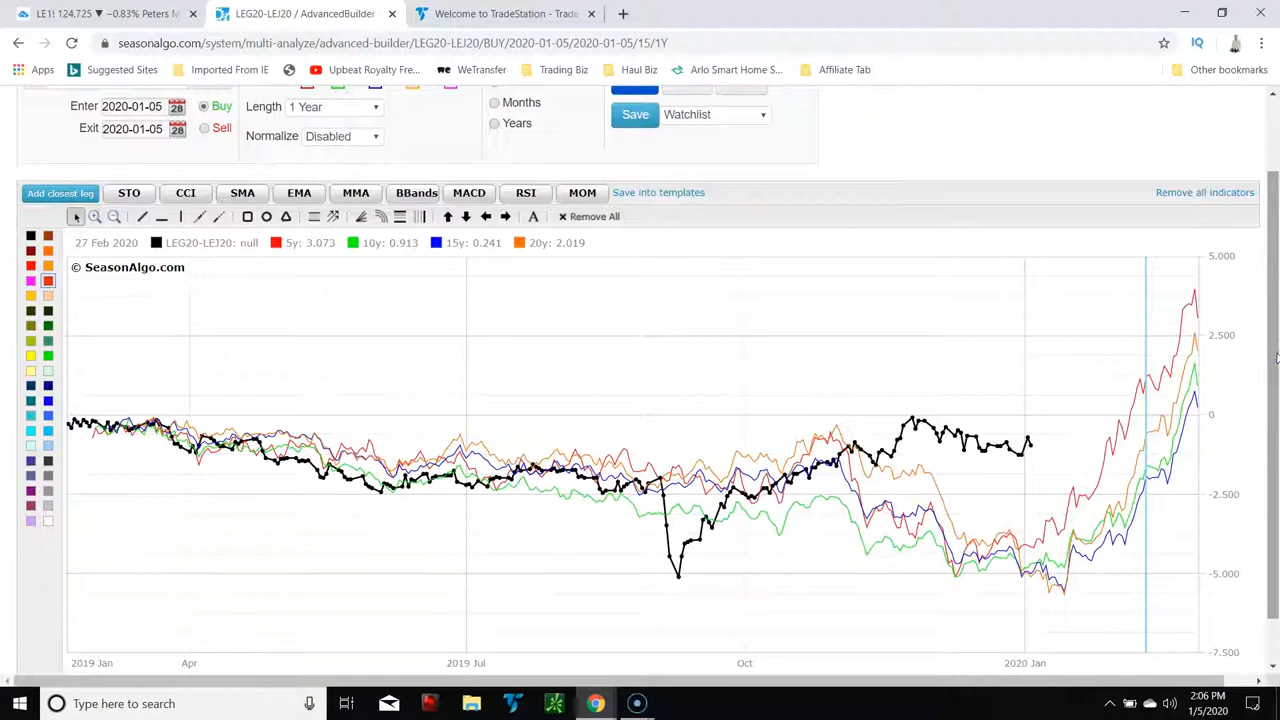 LE1! 124.725 ▼ −0.83% Peters M
LEG20-LEJ20 / AdvancedBuilder
Welcome to TradeStation - Trade
seasonalgo.com/system/multi-analyze/advanced-builder/LEG20-LEJ20/BUY/2020-01-05/2020-01-05/15/1Y
Apps
Suggested Sites
Imported From IE
Upbeat Royalty Fre...
WeTransfer
Trading Biz
Haul Biz
Arlo Smart Home S...
Affiliate Tab
Other bookmarks
Enter 2020-01-05 28 Buy
Length 1 Year
Months
Save Watchlist
Exit 2020-01-05 28 Sell
Normalize Disabled
Years
Add closest leg STO CCI SMA EMA MMA BBands MACD RSI MOM Save into templates Remove all indicators
A × Remove All
27 Feb 2020 LEG20-LEJ20: null 5y: 3.073 10y: 0.913 15y: 0.241 20y: 2.019
© SeasonAlgo.com
5,000
2,500
0
-2,500
-5,000
-7,500
2019 Jan Apr 2019 Jul Oct 2020 Jan
Type here to search
2:06 PM
1/5/2020